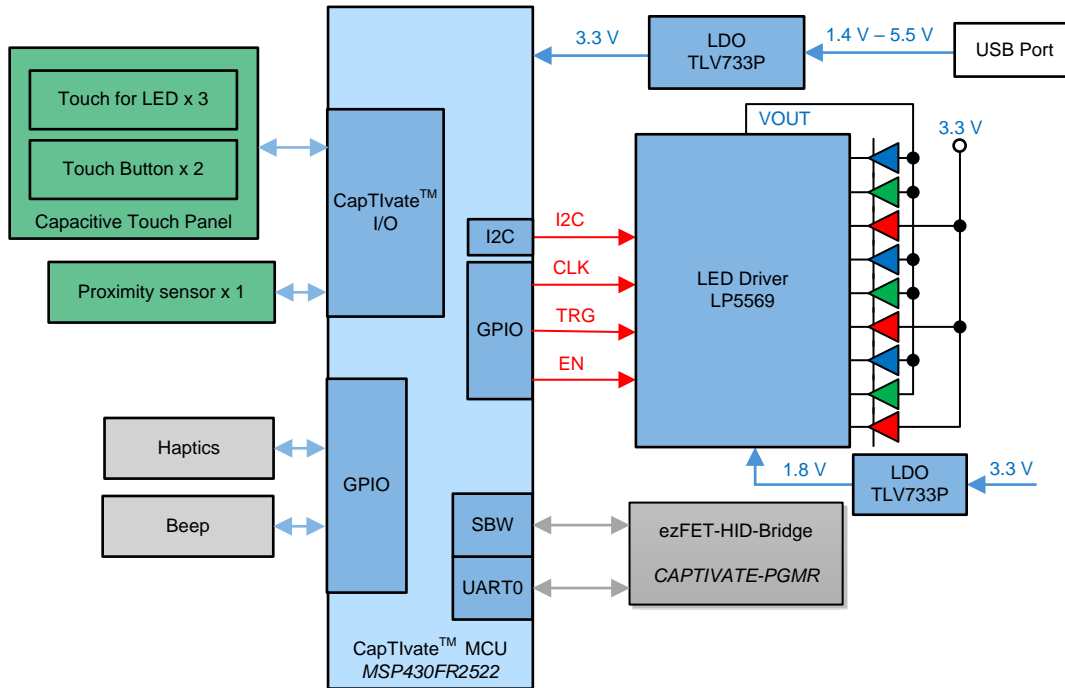 3.3 V
LDO
TLV733P
1.4 V – 5.5 V
USB Port
Touch for LED x 3
Touch Button x 2
Capacitive Touch Panel
Proximity sensor x 1
CapTIvate™
I/O
I2C
GPIO
I2C
CLK
TRG
EN
VOUT
LED Driver
LP5569
3.3 V
1.8 V
LDO
TLV733P
3.3 V
Haptics
Beep
GPIO
SBW
UART0
ezFET-HID-Bridge
CAPTIVATE-PGMR
CapTIvate™ MCU
MSP430FR2522